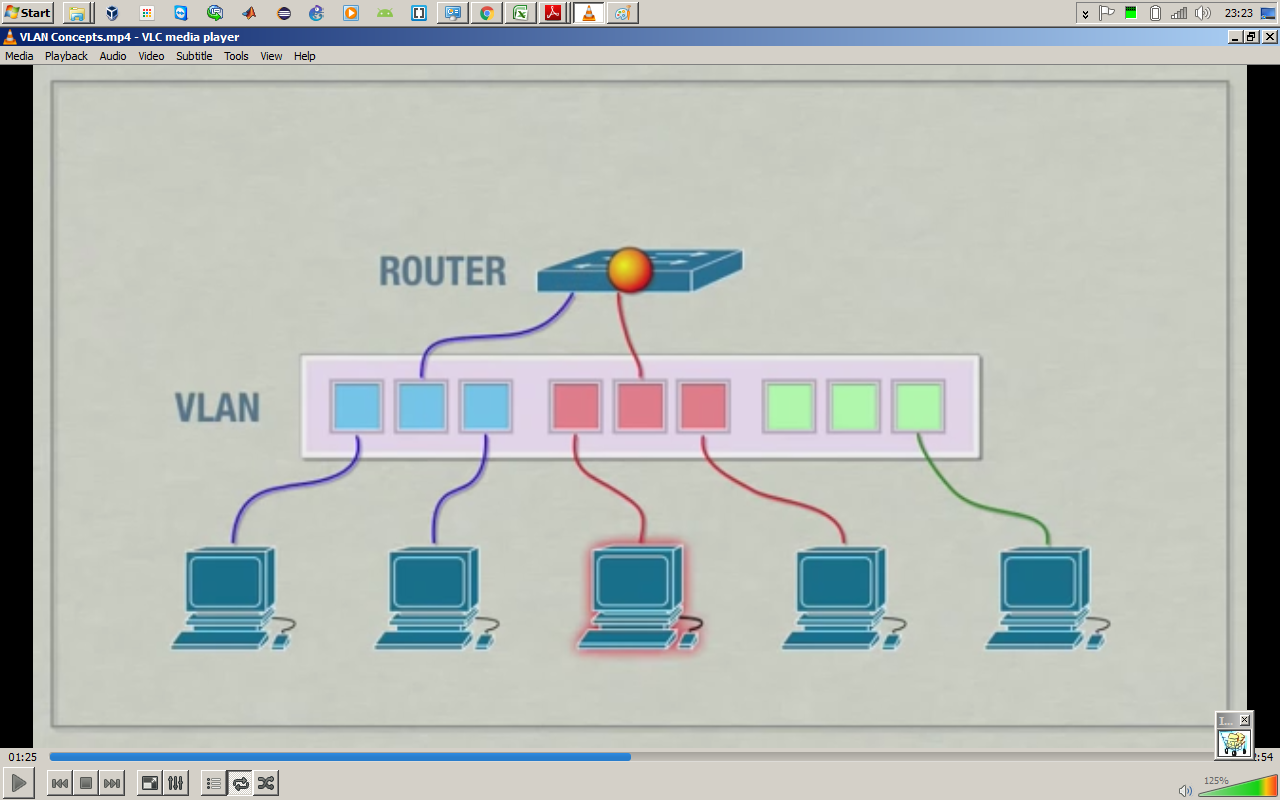 Start
23:23
VLAN Concepts.mp4 - VLC media player
Media Playback Audio Video Subtitle Tools View Help
ROUTER
VLAN
01:25
:54
125%